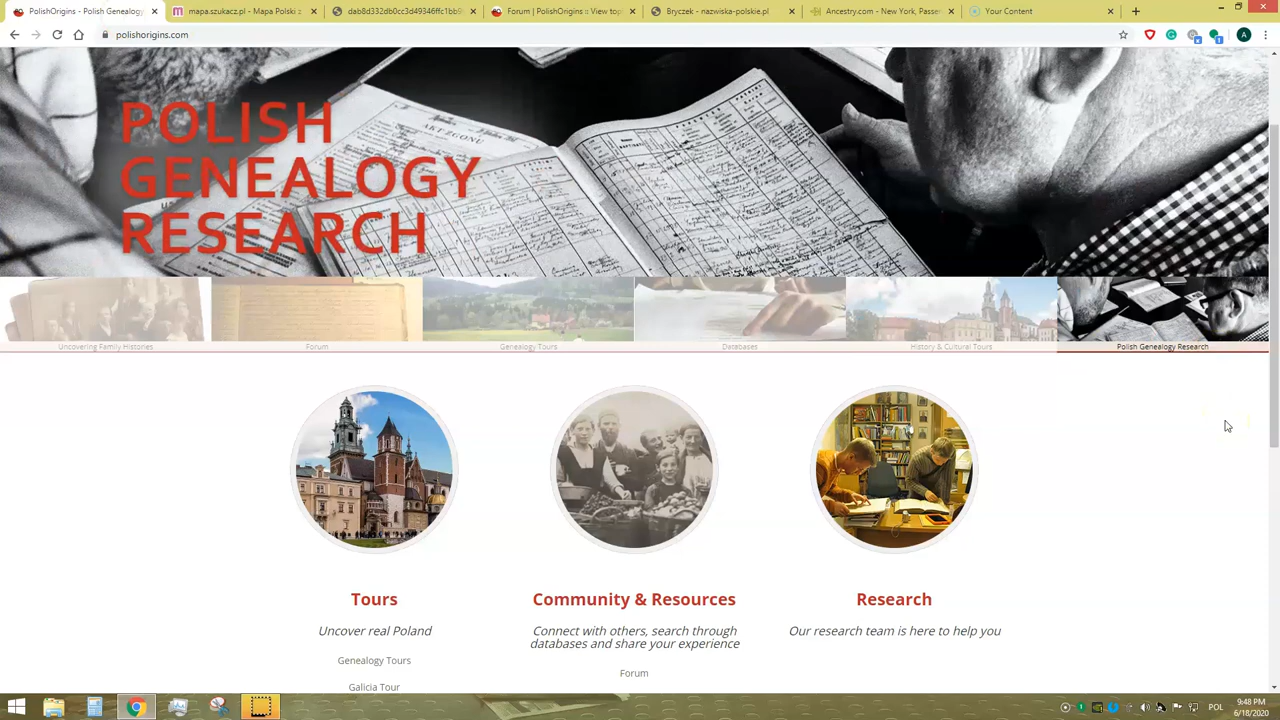 PolishOrigins - Polish Genealogy
mapa.szukacz.pl - Mapa Polski z
dab8d332db0cc3d49346ffc1bb9
Forum | PolishOrigins :: View top
Bryczek - nazwiska-polskie.pl
Ancestry.com - New York, Passe
Your Content
polishorigins.com
A
AKT ZGONU
POLISH
GENEALOGY
RESEARCH
Uncovering Family Histories
Forum
Genealogy Tours
Databases
History & Cultural Tours
Polish Genealogy Research
Tours
Community & Resources
Research
Uncover real Poland
Connect with others, search through
databases and share your experience
Our research team is here to help you
Genealogy Tours
Forum
Galicia Tour
POL
9:48 PM
6/18/2020